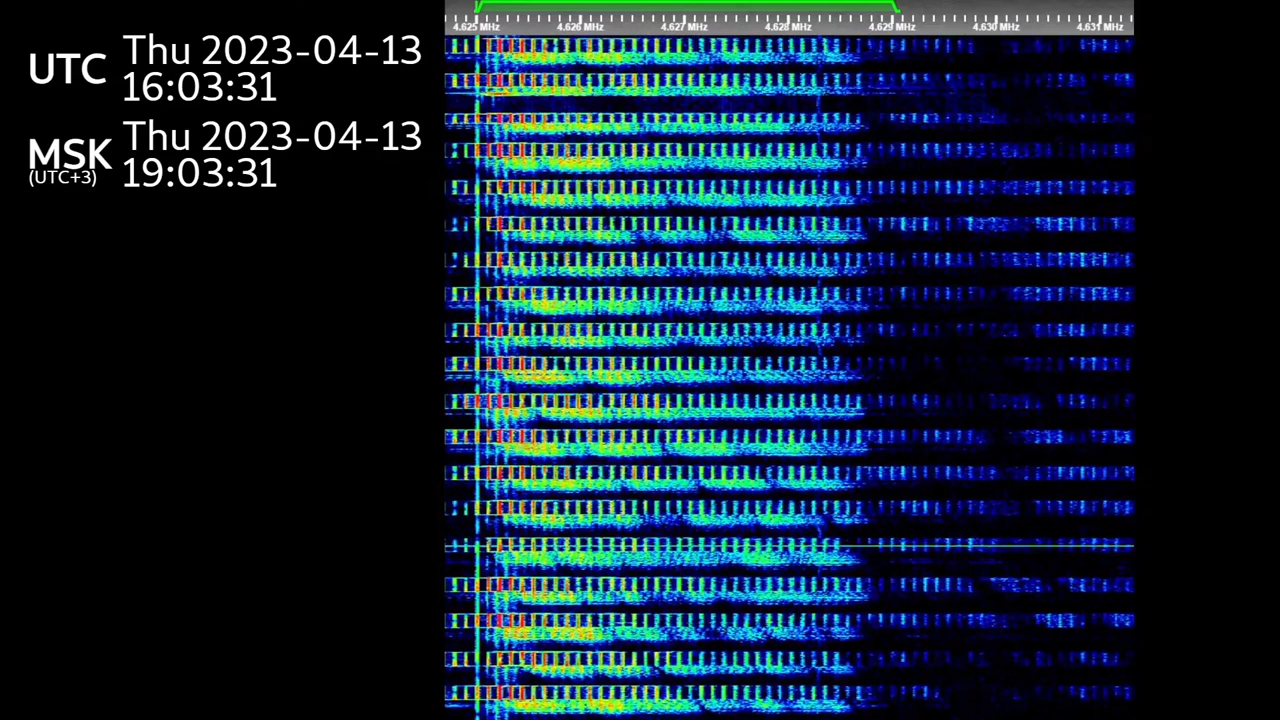 UTC Thu 2023-04-13
16:03:31
MSK Thu 2023-04-13
(UTC+3) 19:03:31
4.625 MHz 4.626 MHz 4.627 MHz 4.628 MHz 4.629 MHz 4.630 MHz 4.631 MHz